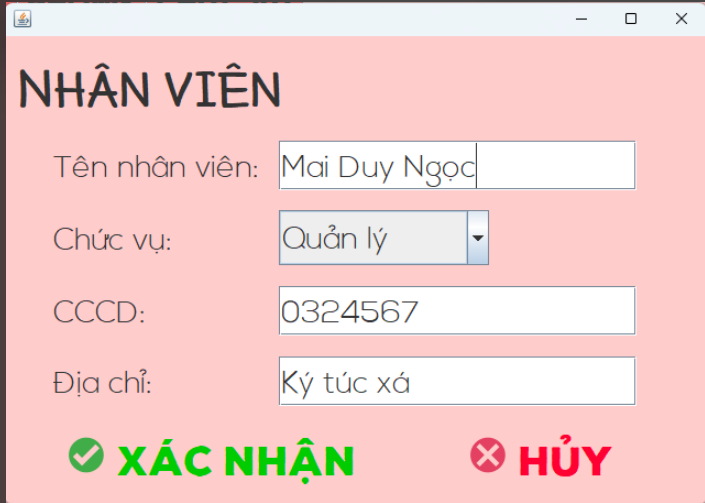 NHÂN VIÊN
Tên nhân viên: Mai Duy Ngọc
Chức vụ: Quản lý
CCCD: 0324567
Địa chỉ: Ký túc xá
XÁC NHẬN HỦY